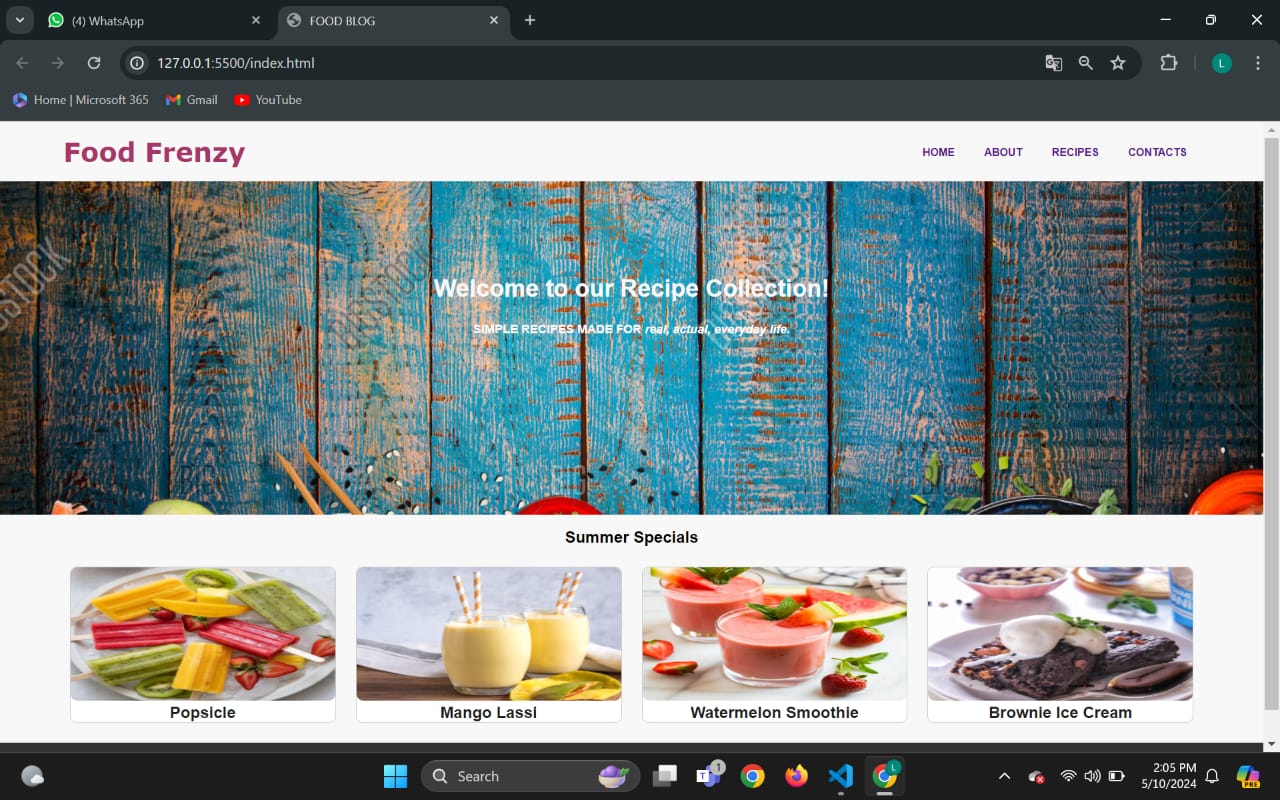 (4) WhatsApp
FOOD BLOG
127.0.0.1:5500/index.html
L
Home | Microsoft 365
Gmail
YouTube
Food Frenzy
HOME
ABOUT
RECIPES
CONTACTS
Welcome to our Recipe Collection!
SIMPLE RECIPES MADE FOR real, actual, everyday life.
Summer Specials
Popsicle
Mango Lassi
Watermelon Smoothie
Brownie Ice Cream
Search
1
L
2:05 PM
5/10/2024
PRE